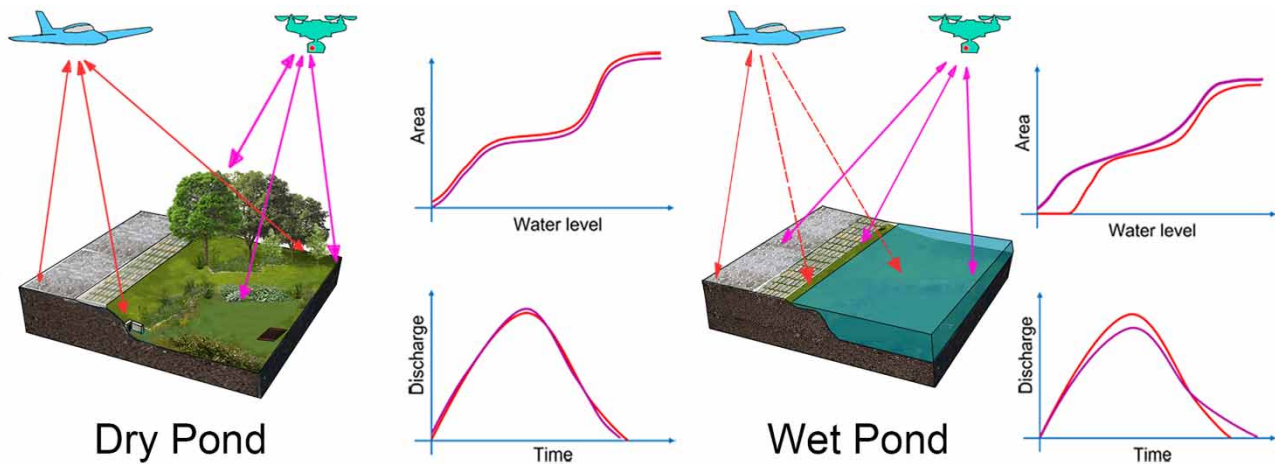 Area
Water level
Discharge
Time
Dry Pond
Area
Water level
Discharge
Time
Wet Pond